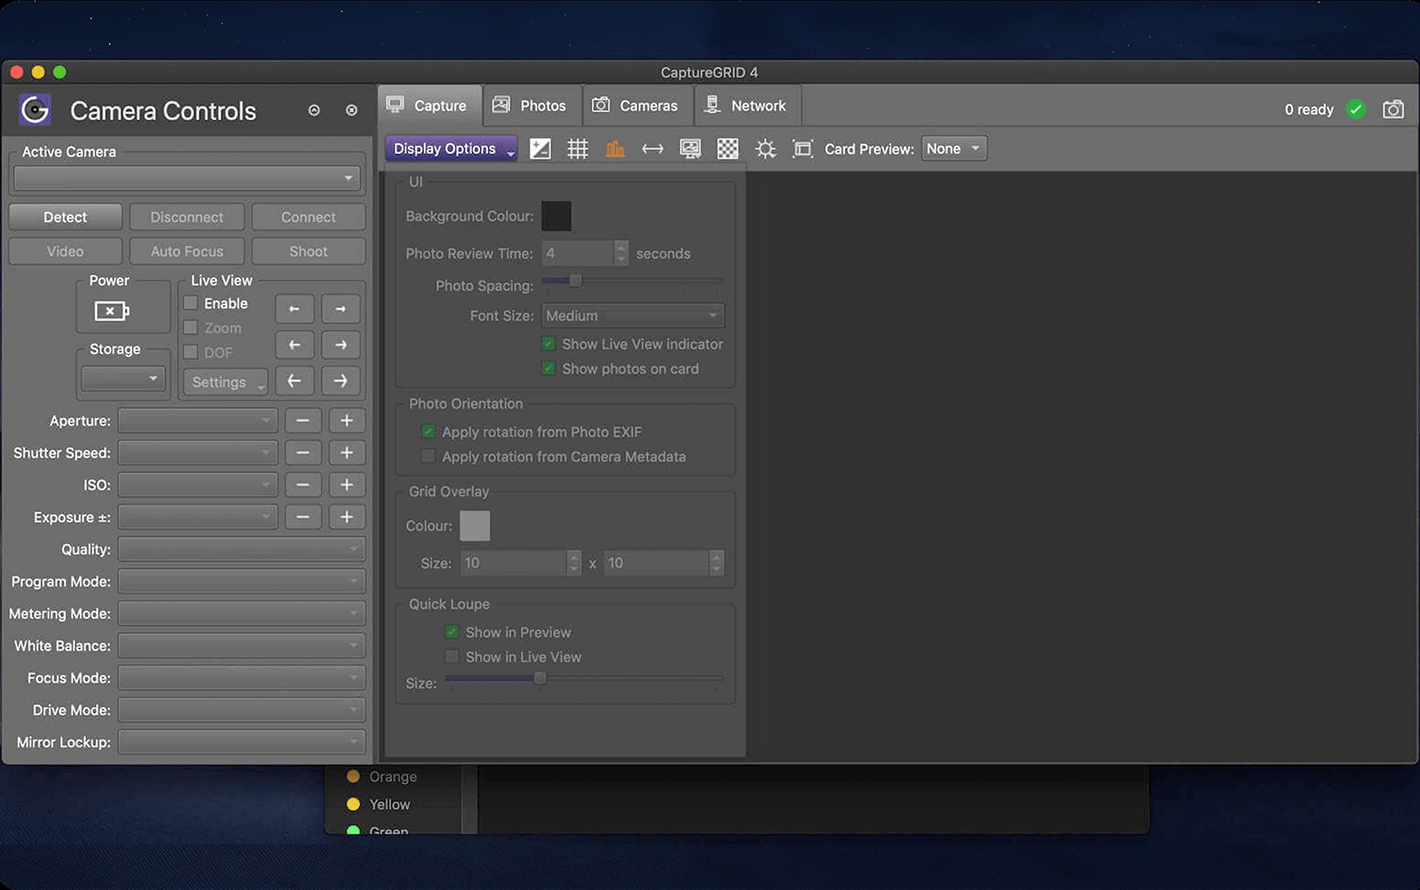 CaptureGRID 4
Camera Controls
Capture
Photos
Cameras
Network
0 ready
Display Options
Card Preview:
None
Active Camera
Detect
Disconnect
Connect
Video
Auto Focus
Shoot
Power
Live View
Enable
Zoom
DOF
Settings
Storage
Aperture:
Shutter Speed:
ISO:
Exposure ±:
Quality:
Program Mode:
Metering Mode:
White Balance:
Focus Mode:
Drive Mode:
Mirror Lockup:
UI
Background Colour:
Photo Review Time: 4 seconds
Photo Spacing:
Font Size: Medium
Show Live View indicator
Show photos on card
Photo Orientation
Apply rotation from Photo EXIF
Apply rotation from Camera Metadata
Grid Overlay
Colour:
Size: 10 x 10
Quick Loupe
Show in Preview
Show in Live View
Size:
Orange
Yellow
Green